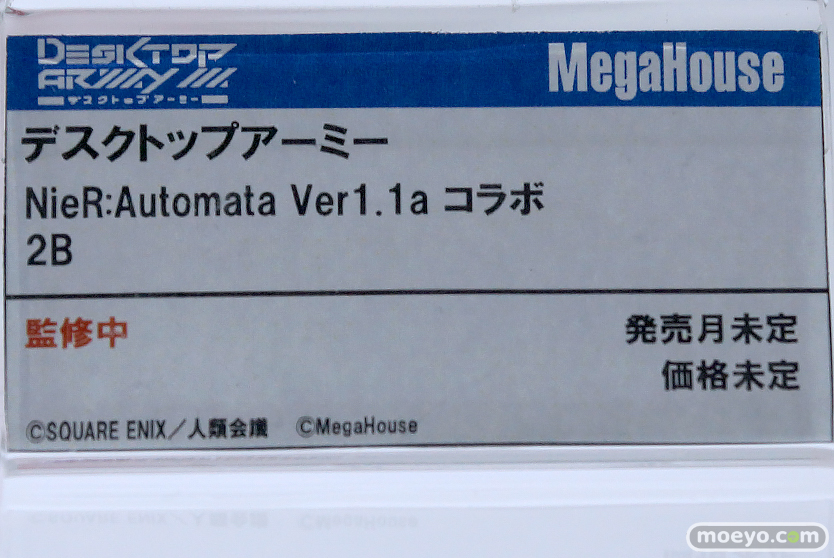 DESKTOP
ARMY
デスクトップアーミー
MegaHouse
デスクトップアーミー
NieR:Automata Ver1.1a コラボ
2B
監修中
発売月未定
価格未定
©SQUARE ENIX／人類会議 ©MegaHouse
moeyo.com